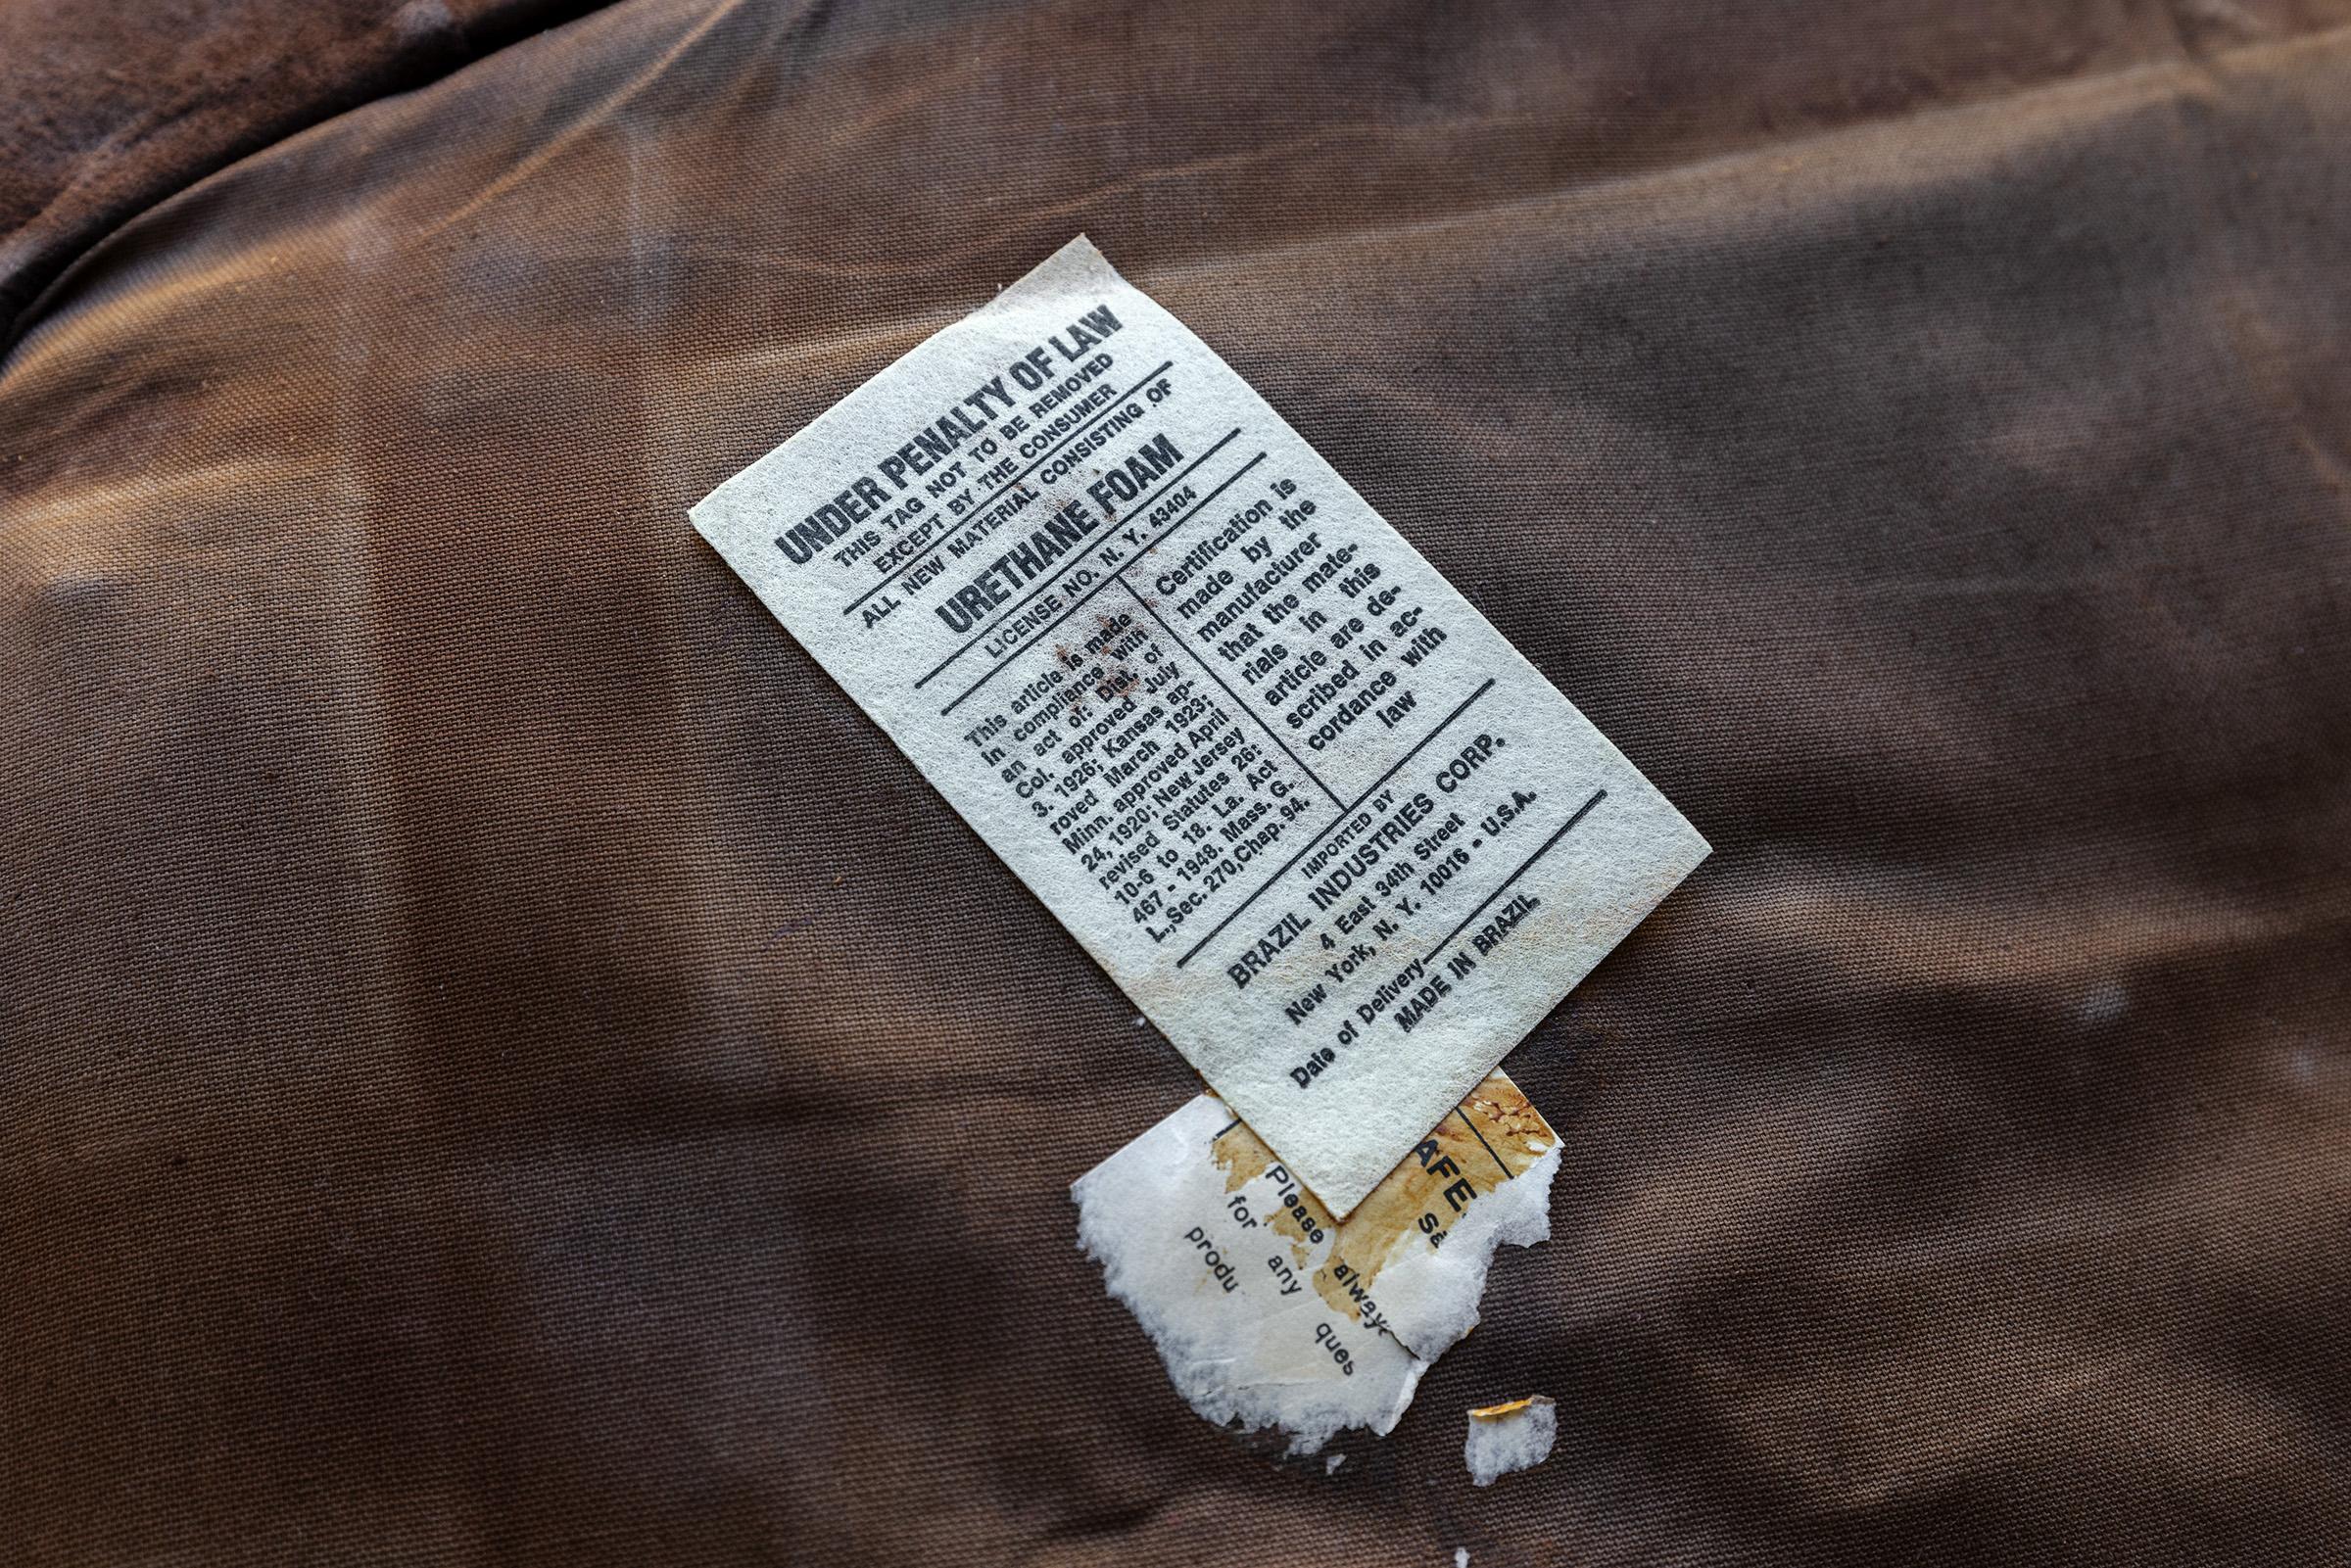 UNDER PENALTY OF LAW
THIS TAG NOT TO BE REMOVED
EXCEPT BY THE CONSUMER
ALL NEW MATERIAL CONSISTING OF
URETHANE FOAM
LICENSE NO. N. Y. 43404
This article is made
in compliance with
an act of: Dist. of
Col. approved July
3. 1926; Kansas ap-
roved March 1923;
Minn. approved April
24, 1920; New Jersey
revised Statutes 26:
10-6 to 18. La. Act
467 - 1948. Mass. G.
L.,Sec. 270,Chap. 94.
Certification is
made by the
manufacturer
that the mate-
rials in this
article are de-
scribed in ac-
cordance with
law
IMPORTED BY
BRAZIL INDUSTRIES CORP.
4 East 34th Street
New York, N. Y. 10016 - U.S.A.
Date of Delivery
MADE IN BRAZIL
AFE
Please always
for any ques
produ